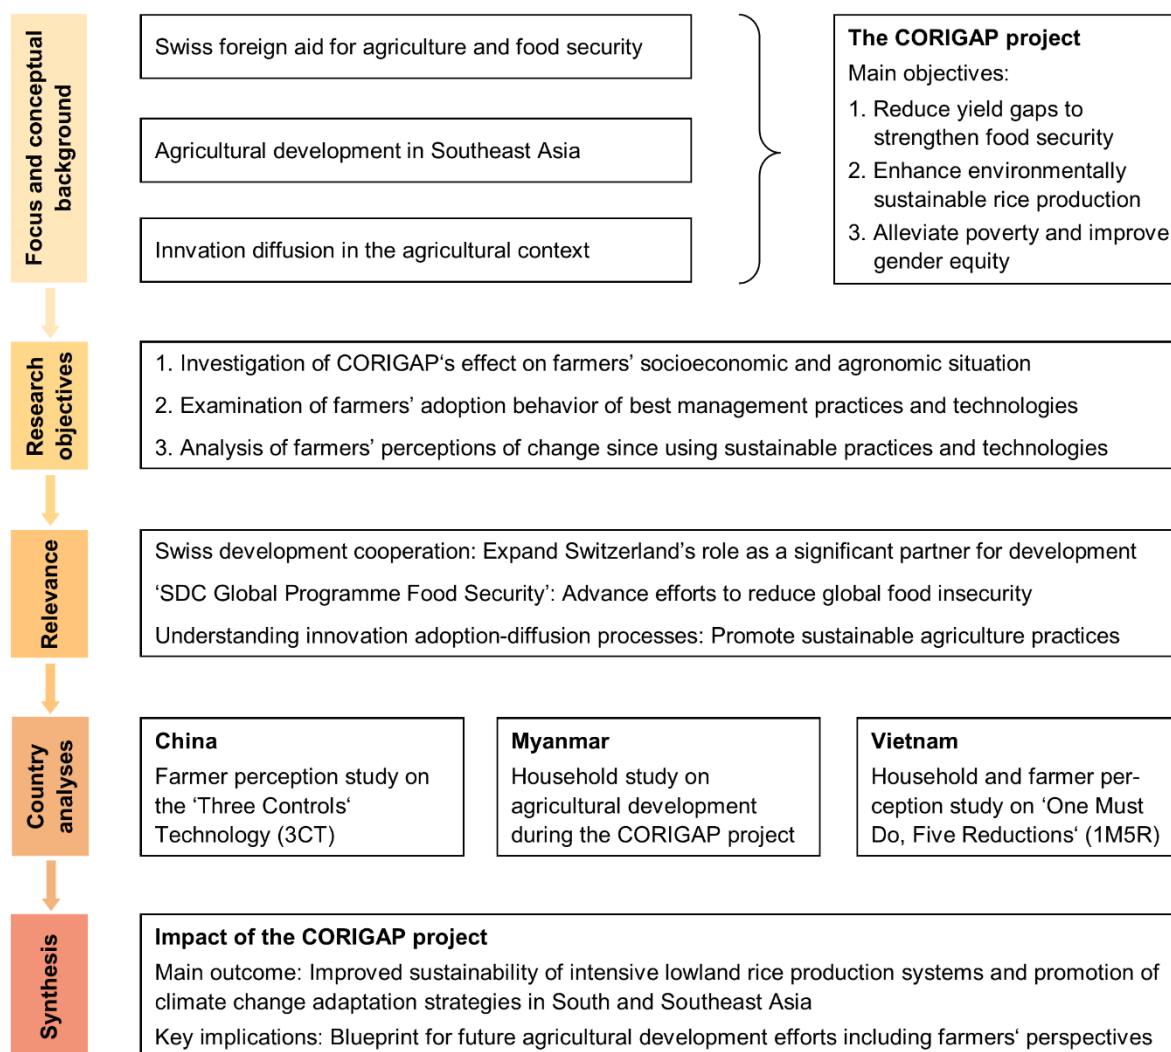 Focus and conceptual
background
Swiss foreign aid for agriculture and food security
Agricultural development in Southeast Asia
Innvation diffusion in the agricultural context
The CORIGAP project
Main objectives:
1. Reduce yield gaps to
strengthen food security
2. Enhance environmentally
sustainable rice production
3. Alleviate poverty and improve
gender equity
Research
objectives
1. Investigation of CORIGAP‘s effect on farmers’ socioeconomic and agronomic situation
2. Examination of farmers’ adoption behavior of best management practices and technologies
3. Analysis of farmers’ perceptions of change since using sustainable practices and technologies
Relevance
Swiss development cooperation: Expand Switzerland’s role as a significant partner for development
‘SDC Global Programme Food Security’: Advance efforts to reduce global food insecurity
Understanding innovation adoption-diffusion processes: Promote sustainable agriculture practices
Country
analyses
China
Farmer perception study on
the ‘Three Controls‘
Technology (3CT)
Myanmar
Household study on
agricultural development
during the CORIGAP project
Vietnam
Household and farmer per-
ception study on ‘One Must
Do, Five Reductions‘ (1M5R)
Synthesis
Impact of the CORIGAP project
Main outcome: Improved sustainability of intensive lowland rice production systems and promotion of
climate change adaptation strategies in South and Southeast Asia
Key implications: Blueprint for future agricultural development efforts including farmers‘ perspectives